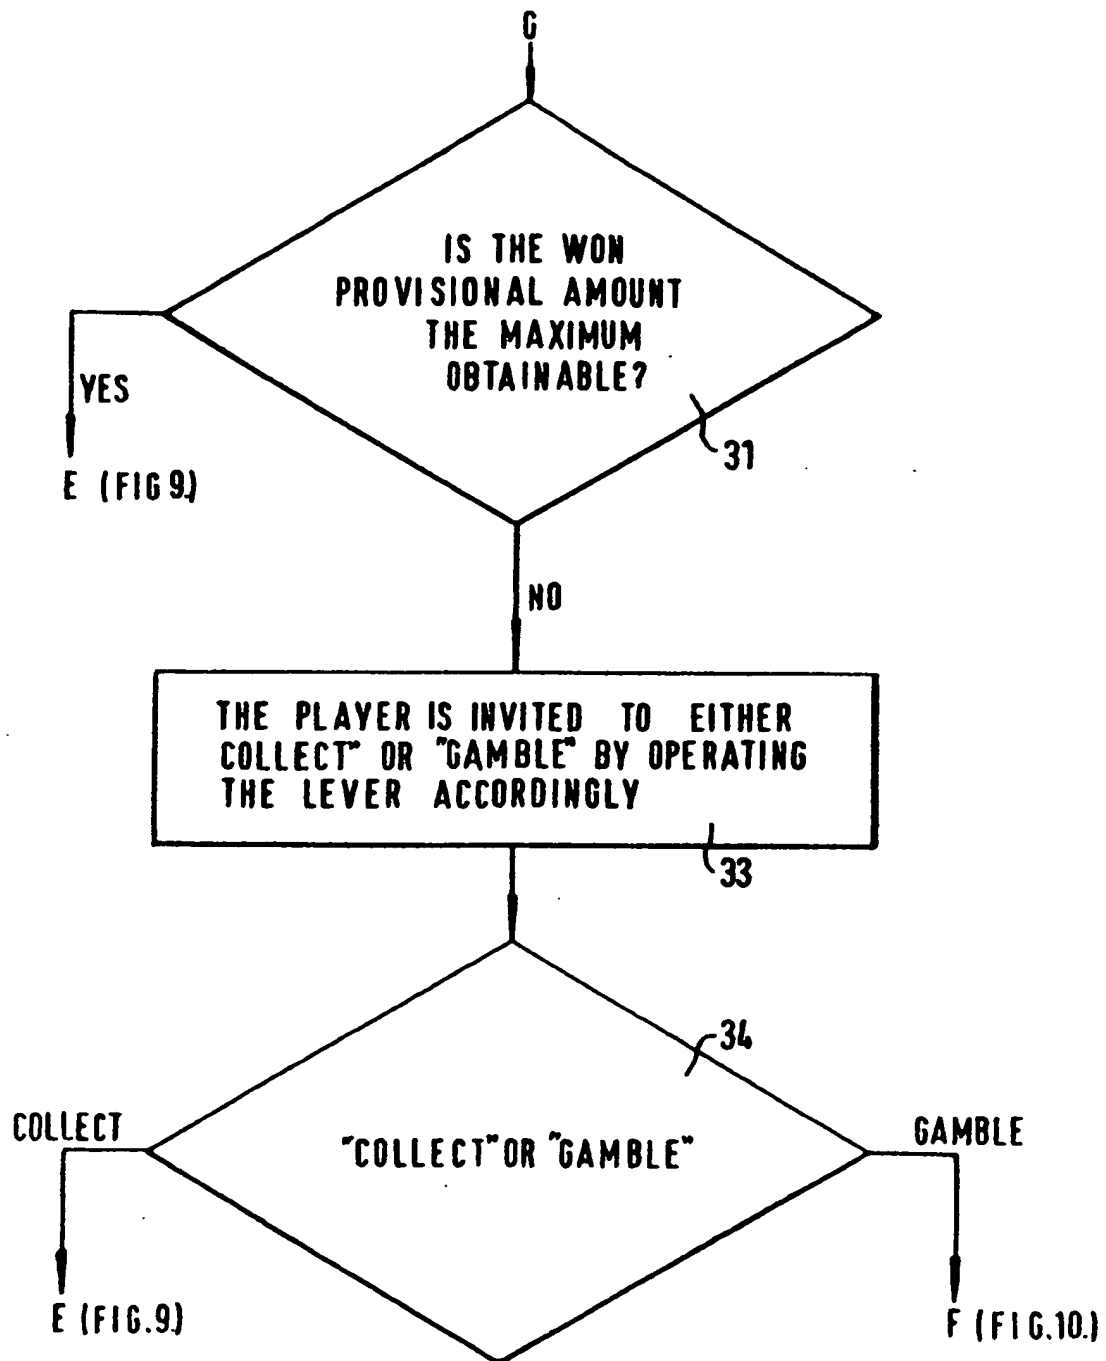 G
IS THE WON
PROVISIONAL AMOUNT
THE MAXIMUM
OBTAINABLE?
31
YES
E (FIG 9.)
NO
THE PLAYER IS INVITED TO EITHER
COLLECT" OR "GAMBLE" BY OPERATING
THE LEVER ACCORDINGLY
33
34
COLLECT
"COLLECT" OR "GAMBLE"
GAMBLE
E (FIG.9.)
F (FIG.10.)